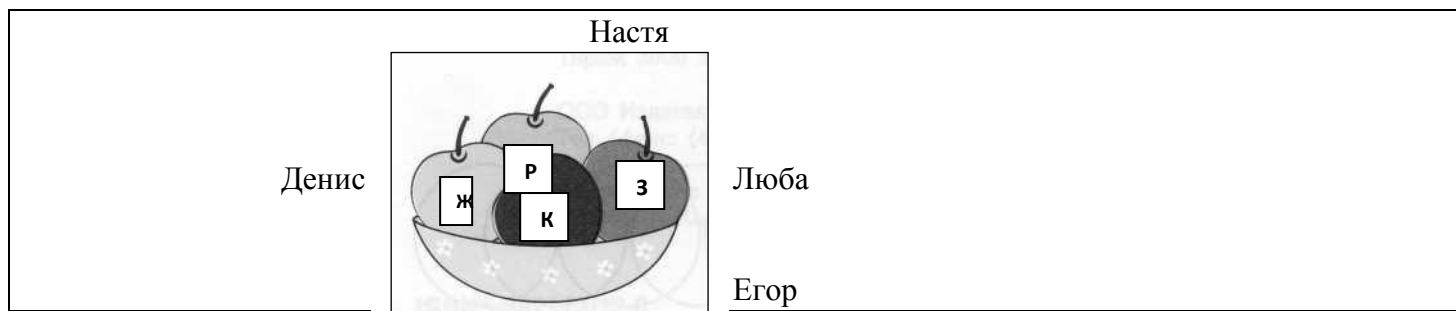 Настя
Денис
Ж
Р
К
З
Люба
Егор